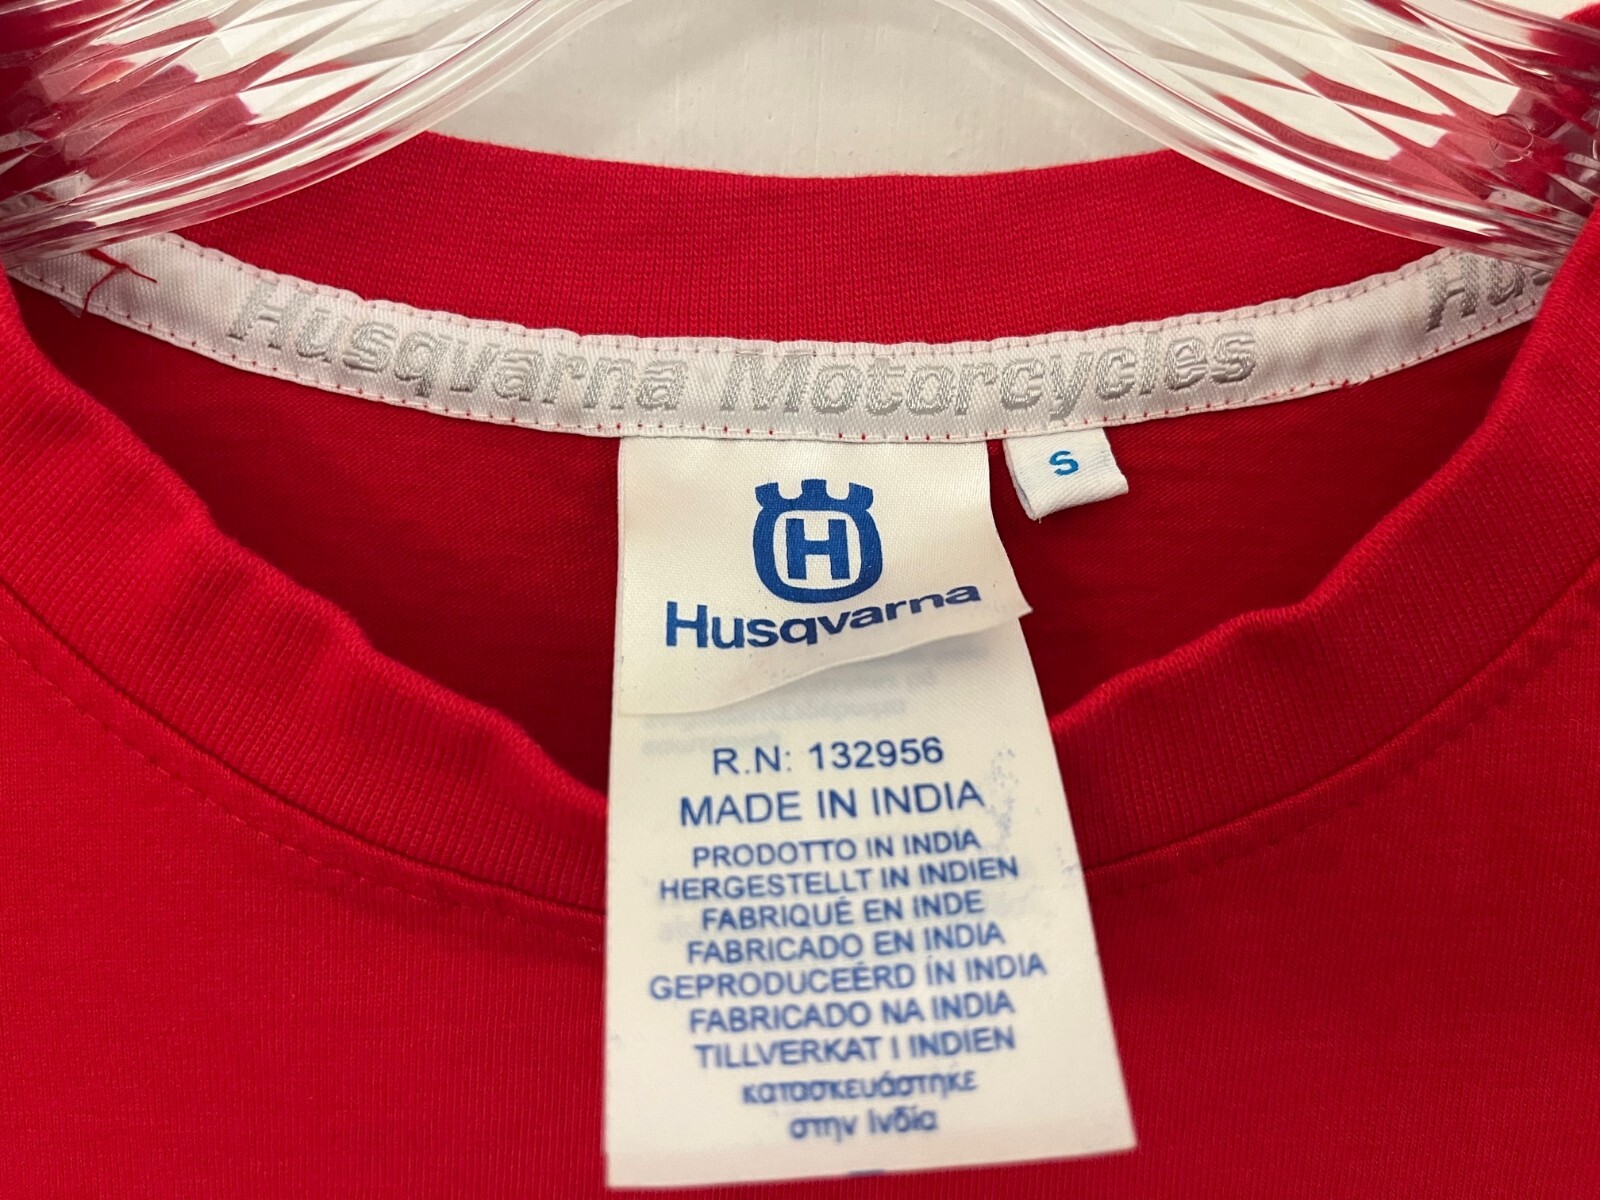 Husqvarna Motorcycles Hus
S
H
Husqvarna
R.N: 132956
MADE IN INDIA
PRODOTTO IN INDIA
HERGESTELLT IN INDIEN
FABRIQUÉ EN INDE
FABRICADO EN INDIA
GEPRODUCEÉRD ÍN INDIA
FABRICADO NA INDIA
TILLVERKAT I INDIEN
κατασκευάστηκε
στην Ινδία